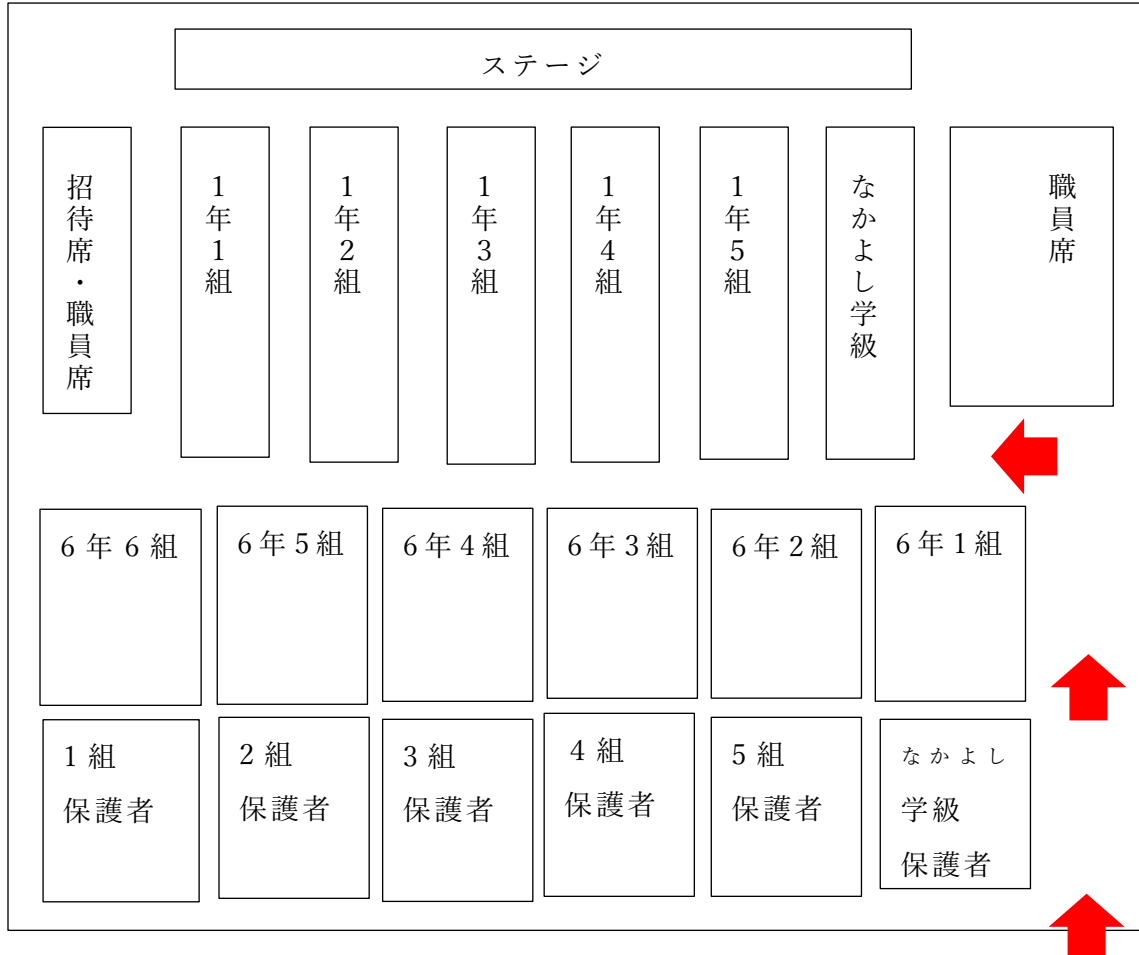 ステージ
招待席・職員席
1年1組
1年2組
1年3組
1年4組
1年5組
なかよし学級
職員席
6年6組
6年5組
6年4組
6年3組
6年2組
6年1組
1組
保護者
2組
保護者
3組
保護者
4組
保護者
5組
保護者
なかよし
学級
保護者